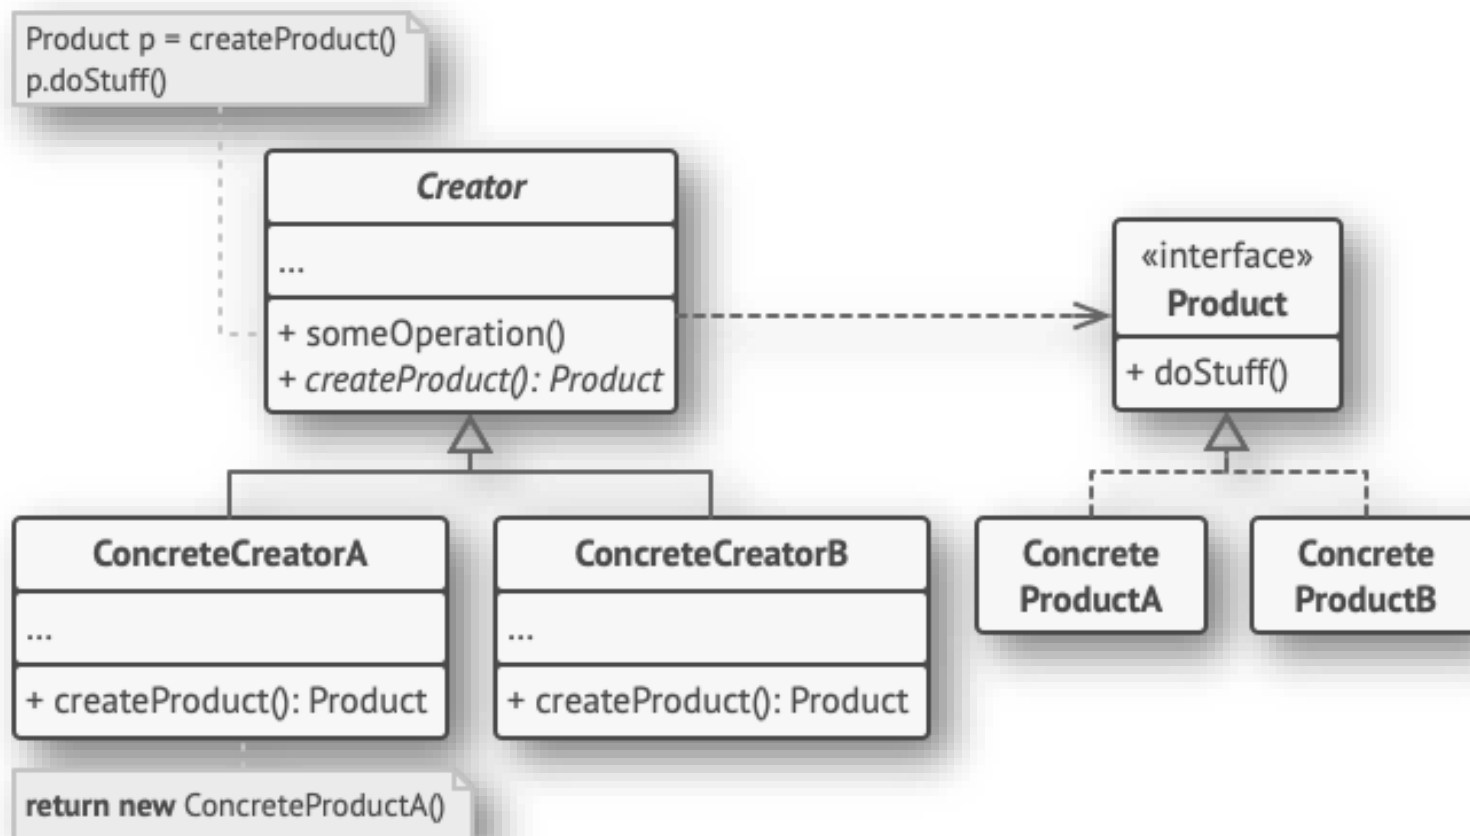 Product p = createProduct()
p.doStuff()
Creator
...
+ someOperation()
+ createProduct(): Product
«interface»
Product
+ doStuff()
ConcreteCreatorA
...
+ createProduct(): Product
ConcreteCreatorB
...
+ createProduct(): Product
Concrete
ProductA
Concrete
ProductB
return new ConcreteProductA()